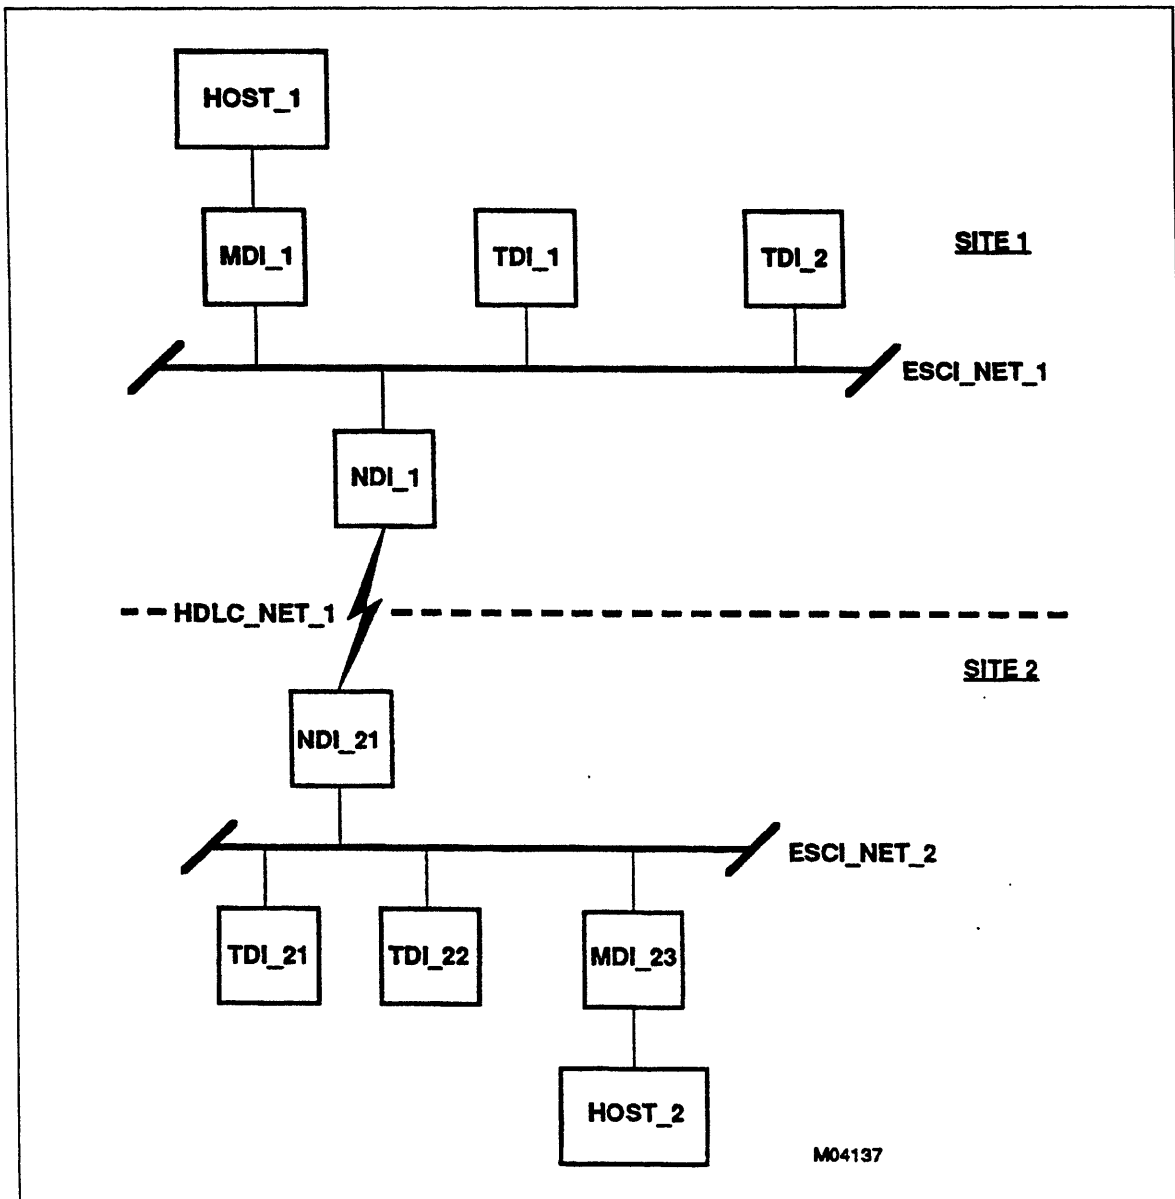 HOST_1
MDI_1
TDI_1
TDI_2
SITE 1
ESCI_NET_1
NDI_1
HDLC_NET_1
SITE 2
NDI_21
ESCI_NET_2
TDI_21
TDI_22
MDI_23
HOST_2
M04137